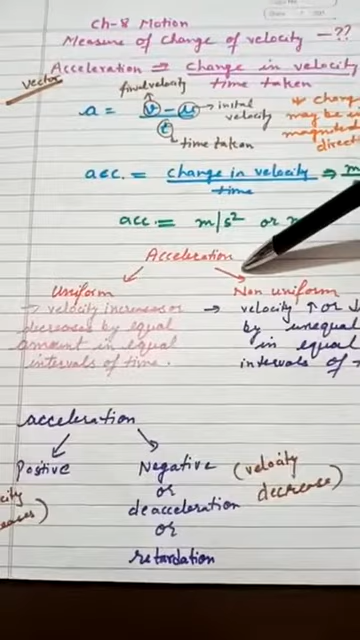 Ch-8 Motion
Measure of change of velocity -??
Acceleration ⇒ change in velocity
time taken
vector
final velocity
a = v - u → initial velocity
t → time taken
* change
may be in
magnitude
direct
acc. = change in velocity ⇒ m
time
acc = m/s² or
Acceleration
Uniform
Non uniform
→ velocity increases or
decreases by equal
amount in equal
intervals of time.
→ velocity ↑ or ↓
by unequal
in equal
intervals of
acceleration
Postive
Negative (velocity
decrease)
or
deacceleration
or
retardation